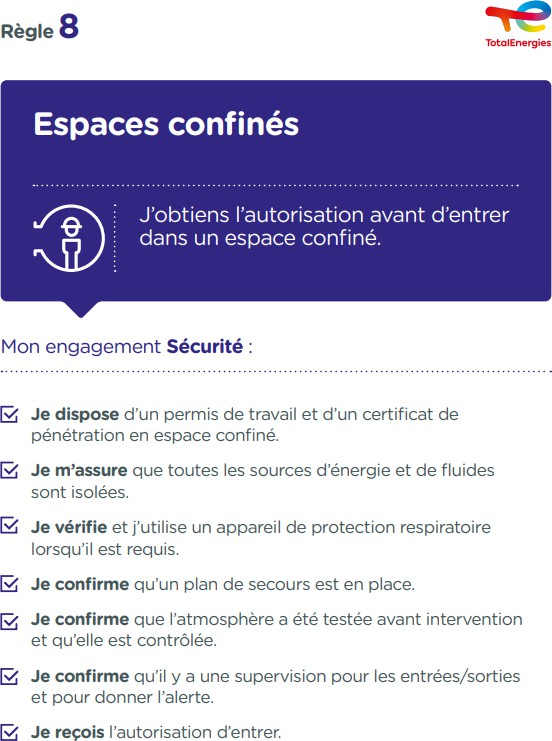 Règle 8
TotalEnergies
Espaces confinés
J’obtiens l’autorisation avant d’entrer
dans un espace confiné.
Mon engagement Sécurité :
Je dispose d’un permis de travail et d’un certificat de
pénétration en espace confiné.
Je m’assure que toutes les sources d’énergie et de fluides
sont isolées.
Je vérifie et j’utilise un appareil de protection respiratoire
lorsqu’il est requis.
Je confirme qu’un plan de secours est en place.
Je confirme que l’atmosphère a été testée avant intervention
et qu’elle est contrôlée.
Je confirme qu’il y a une supervision pour les entrées/sorties
et pour donner l’alerte.
Je reçois l’autorisation d’entrer.